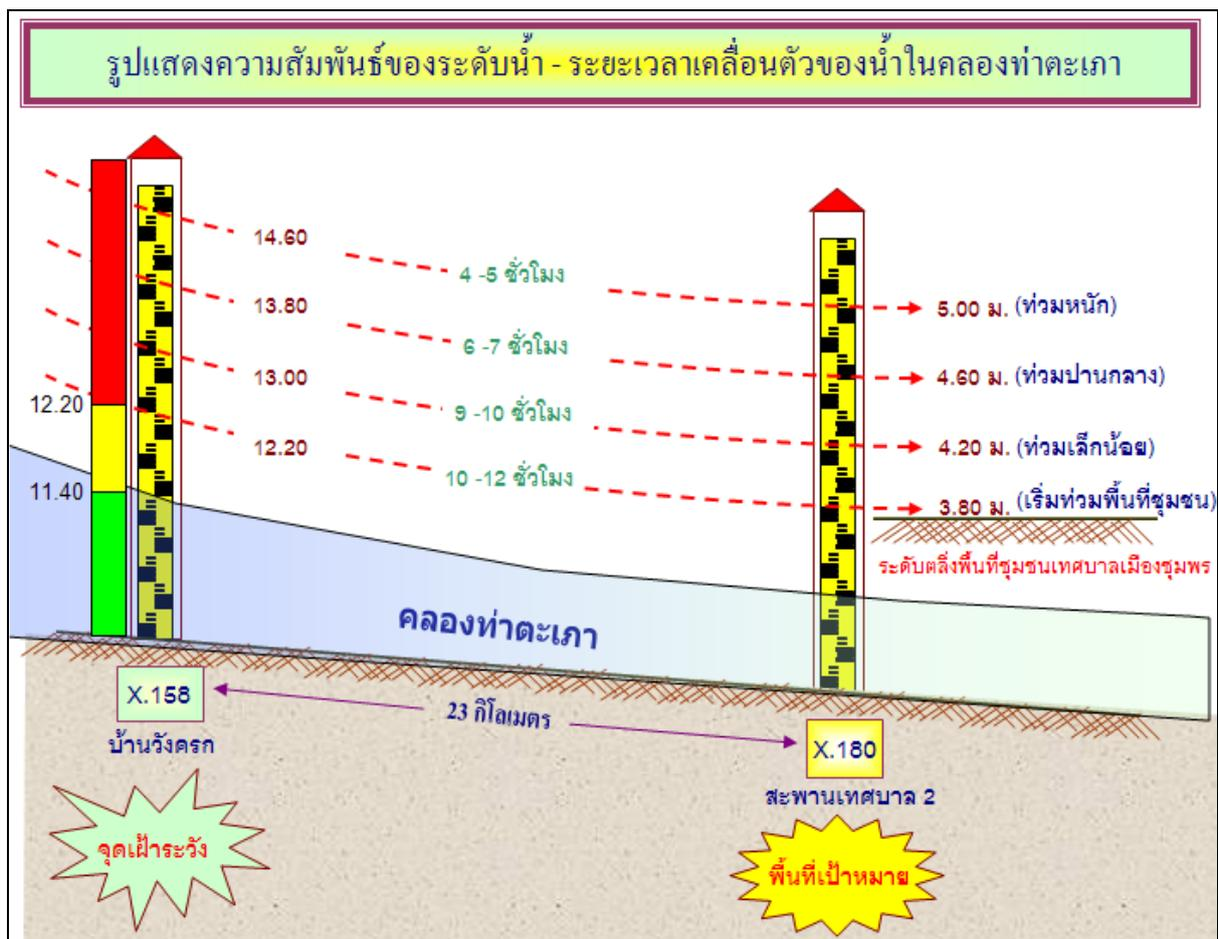 รูปแสดงความสัมพันธ์ของระดับน้ำ - ระยะเวลาเคลื่อนตัวของน้ำในคลองท่าตะเภา
14.60
4 -5 ชั่วโมง
5.00 ม. (ท่วมหนัก)
13.80
6 -7 ชั่วโมง
4.60 ม. (ท่วมปานกลาง)
13.00
9 -10 ชั่วโมง
4.20 ม. (ท่วมเล็กน้อย)
12.20
12.20
10 -12 ชั่วโมง
3.80 ม. (เริ่มท่วมพื้นที่ชุมชน)
11.40
ระดับตลิ่งพื้นที่ชุมชนเทศบาลเมืองชุมพร
คลองท่าตะเภา
X.158
23 กิโลเมตร
X.180
บ้านวังครก
สะพานเทศบาล 2
จุดเฝ้าระวัง
พื้นที่เป้าหมาย